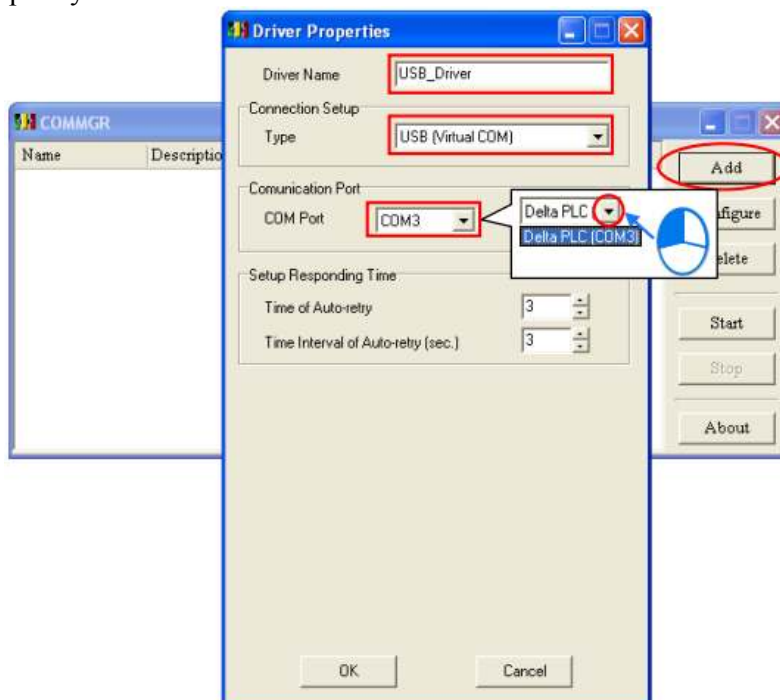 Driver Properties
Driver Name USB_Driver
Connection Setup
Type USB (Virtual COM)
COMMGR
Name Descriptio
Add
Comunication Port
COM Port COM3
Delta PLC
Delta PLC (COM3)
figure
elete
Setup Responding Time
Time of Auto-retry 3
Time Interval of Auto-retry (sec.) 3
Start
Stop
About
OK Cancel